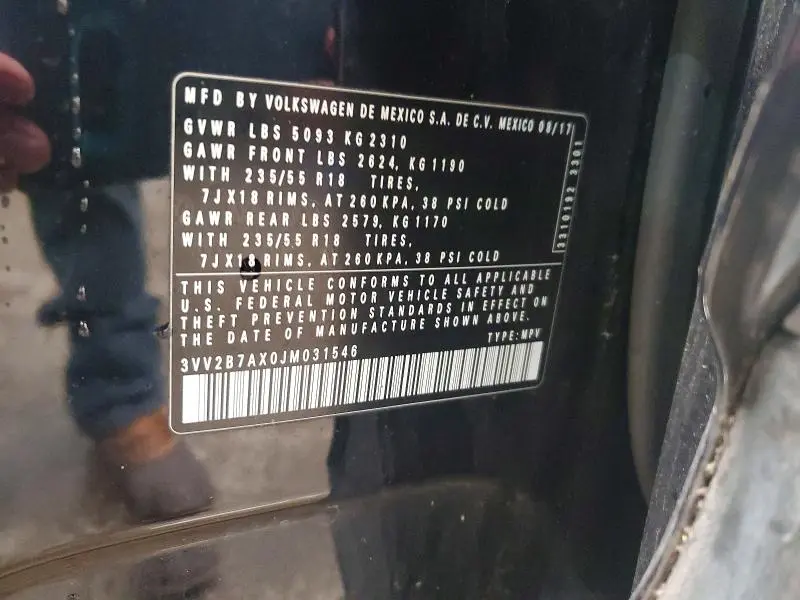 MFD BY VOLKSWAGEN DE MEXICO S.A. DE C.V. MEXICO 08/17
GVWR LBS 5093 KG 2310
GAWR FRONT LBS 2624, KG 1190
WITH 235/55 R18 TIRES,
7JX18 RIMS, AT 260 KPA, 38 PSI COLD
GAWR REAR LBS 2579, KG 1170
WITH 235/55 R18 TIRES,
7JX18 RIMS, AT 260 KPA, 38 PSI COLD
THIS VEHICLE CONFORMS TO ALL APPLICABLE
U.S. FEDERAL MOTOR VEHICLE SAFETY AND
THEFT PREVENTION STANDARDS IN EFFECT ON
THE DATE OF MANUFACTURE SHOWN ABOVE.
3VV2B7AX0JM031546 TYPE: MPV
3310192 2301